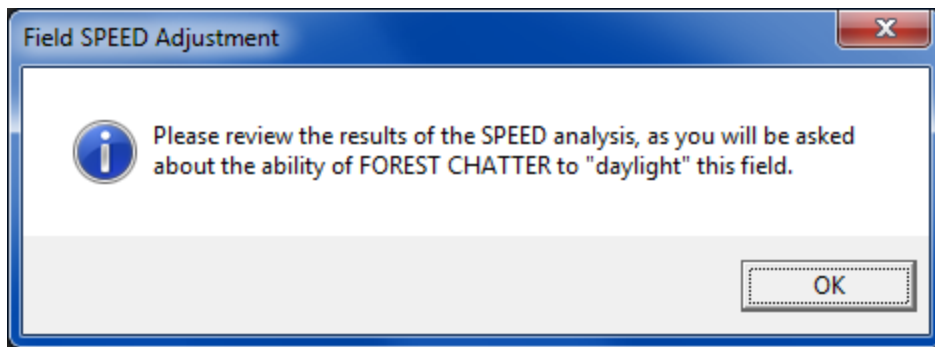 Field SPEED Adjustment
Please review the results of the SPEED analysis, as you will be asked
about the ability of FOREST CHATTER to "daylight" this field.
OK